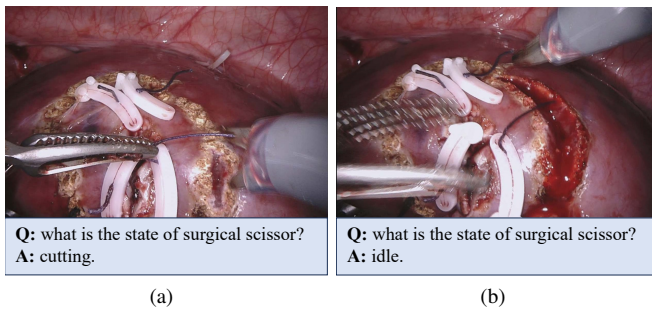 Q: what is the state of surgical scissor?
A: cutting.
(a)
Q: what is the state of surgical scissor?
A: idle.
(b)